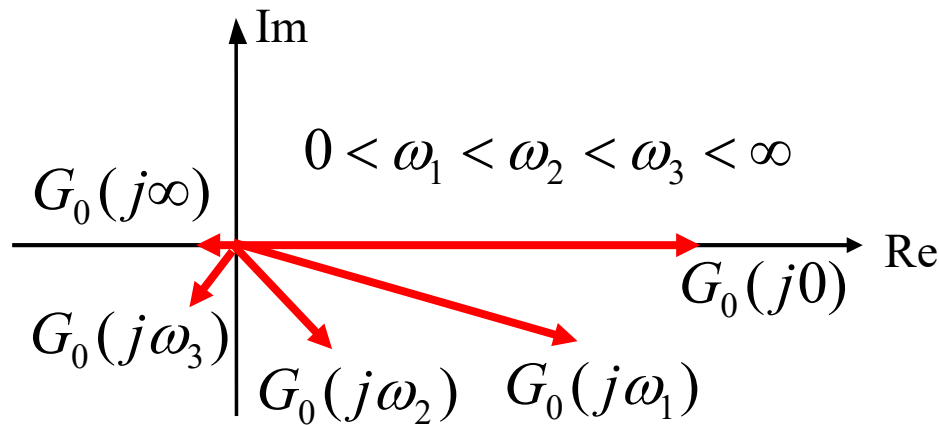 Im
0 < ω₁ < ω₂ < ω₃ < ∞
G₀(j∞)
Re
G₀(j0)
G₀(jω₃)
G₀(jω₂)
G₀(jω₁)